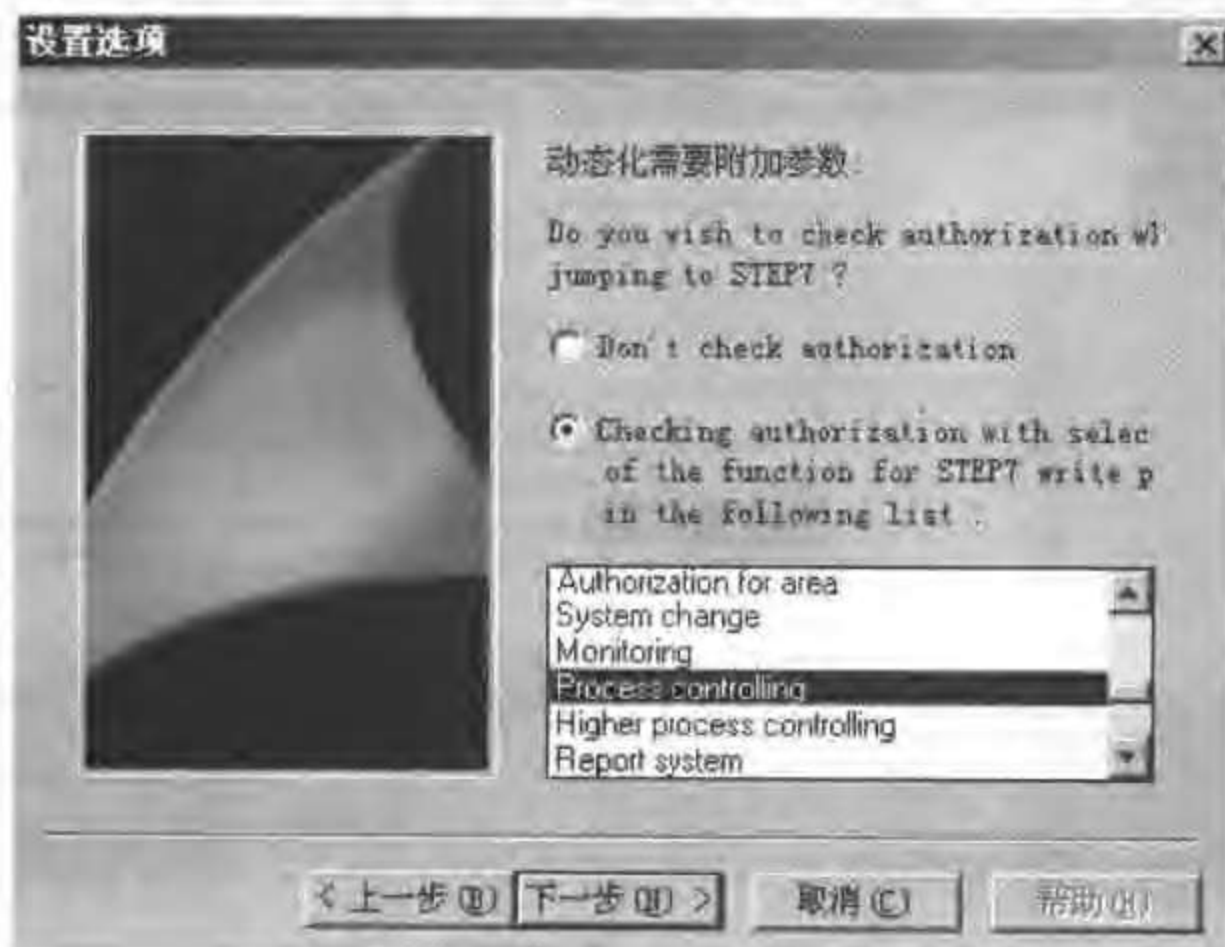 设置选项
动态化需要附加参数:
Do you wish to check authorization wl
jumping to STEP7 ?
Don't check authorization
Checking authorization with selec
of the function for STEP7 write p
in the following list .
Authorization for area
System change
Monitoring
Process controlling
Higher process controlling
Report system
< 上一步(B) 下一步(N) > 取消(C) 帮助(H)